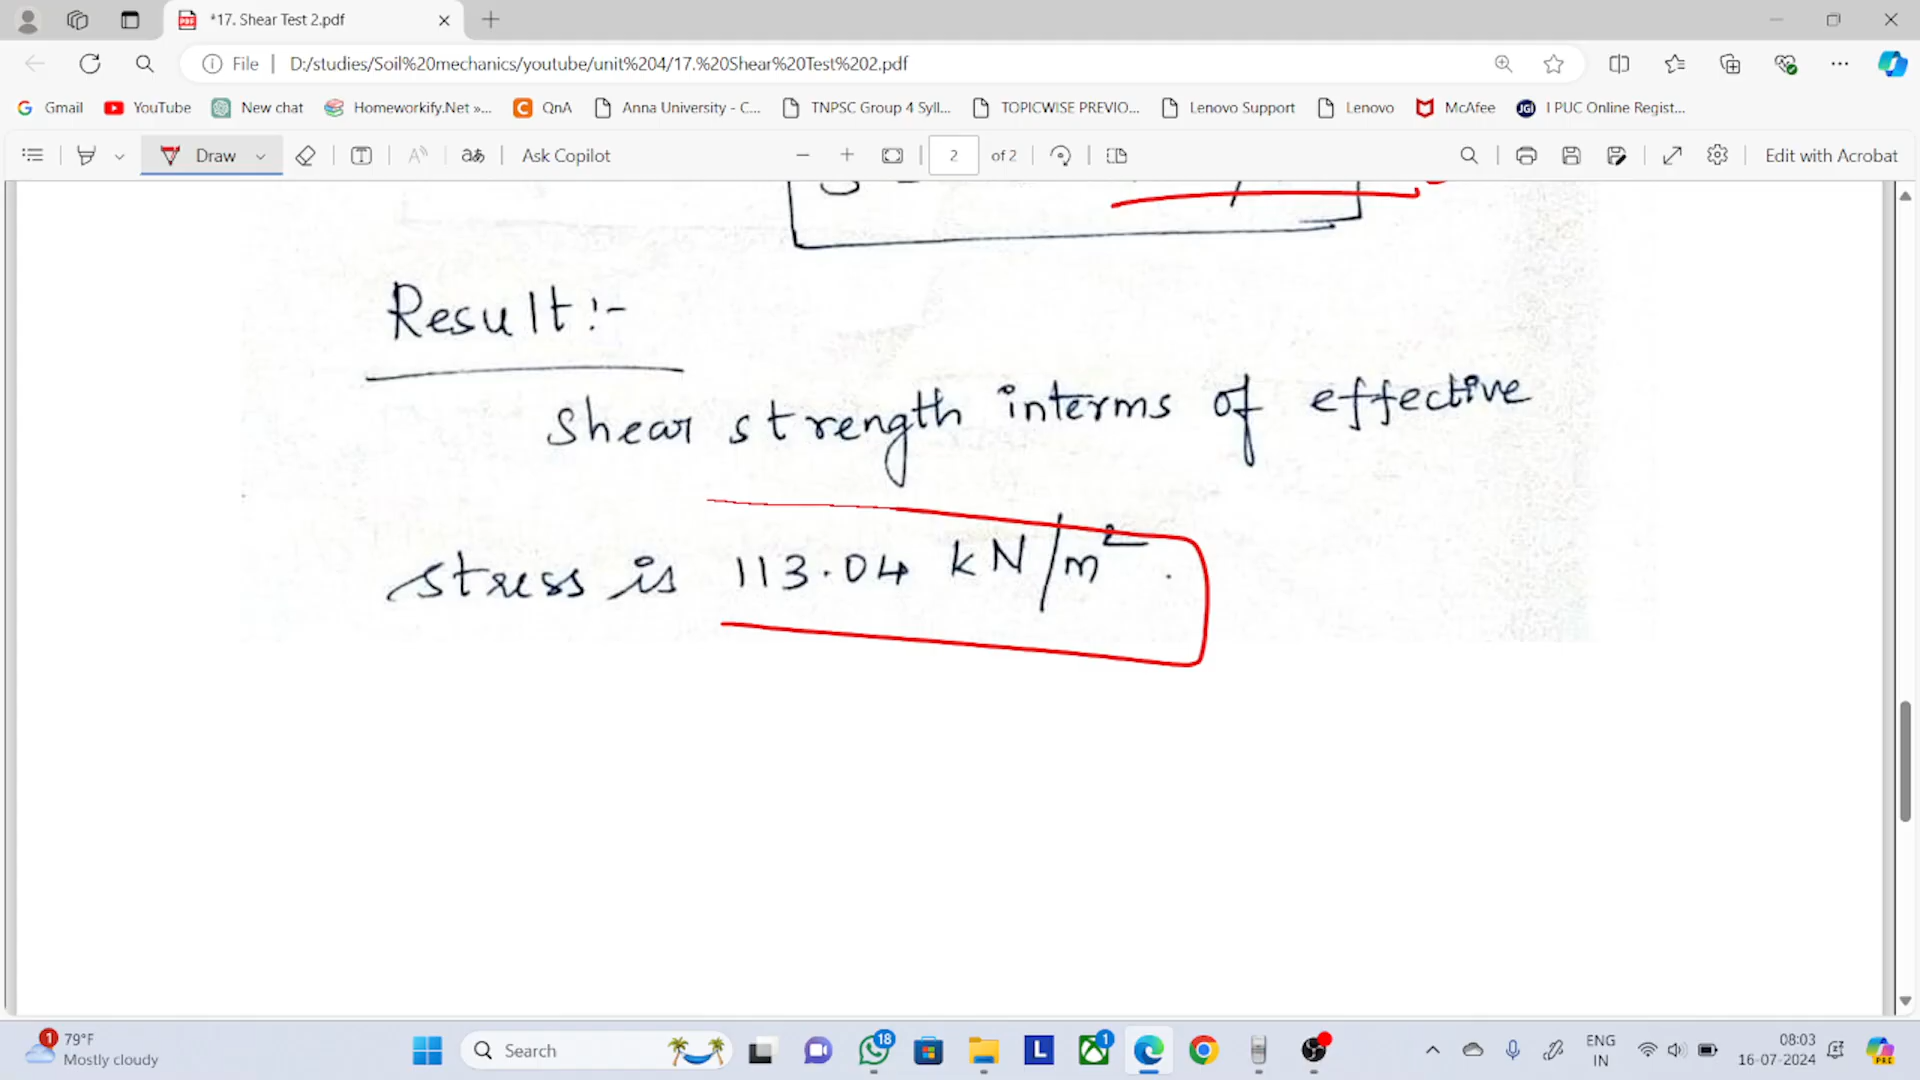 *17. Shear Test 2.pdf
File | D:/studies/Soil%20mechanics/youtube/unit%204/17.%20Shear%20Test%202.pdf
Gmail YouTube New chat Homeworkify.Net »... QnA Anna University - C... TNPSC Group 4 Syll... TOPICWISE PREVIO... Lenovo Support Lenovo McAfee I PUC Online Regist...
Draw Ask Copilot 2 of 2 Edit with Acrobat
Result:-
Shear strength interms of effective
stress is 113.04 kN/m².
79°F
Mostly cloudy
Search
18
1
1
ENG
IN
08:03
16-07-2024